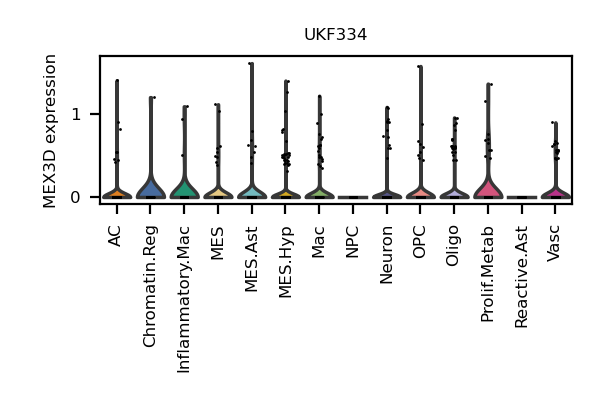 UKF334
MEX3D expression
1
0
AC
Chromatin.Reg
Inflammatory.Mac
MES
MES.Ast
MES.Hyp
Mac
NPC
Neuron
OPC
Oligo
Prolif.Metab
Reactive.Ast
Vasc